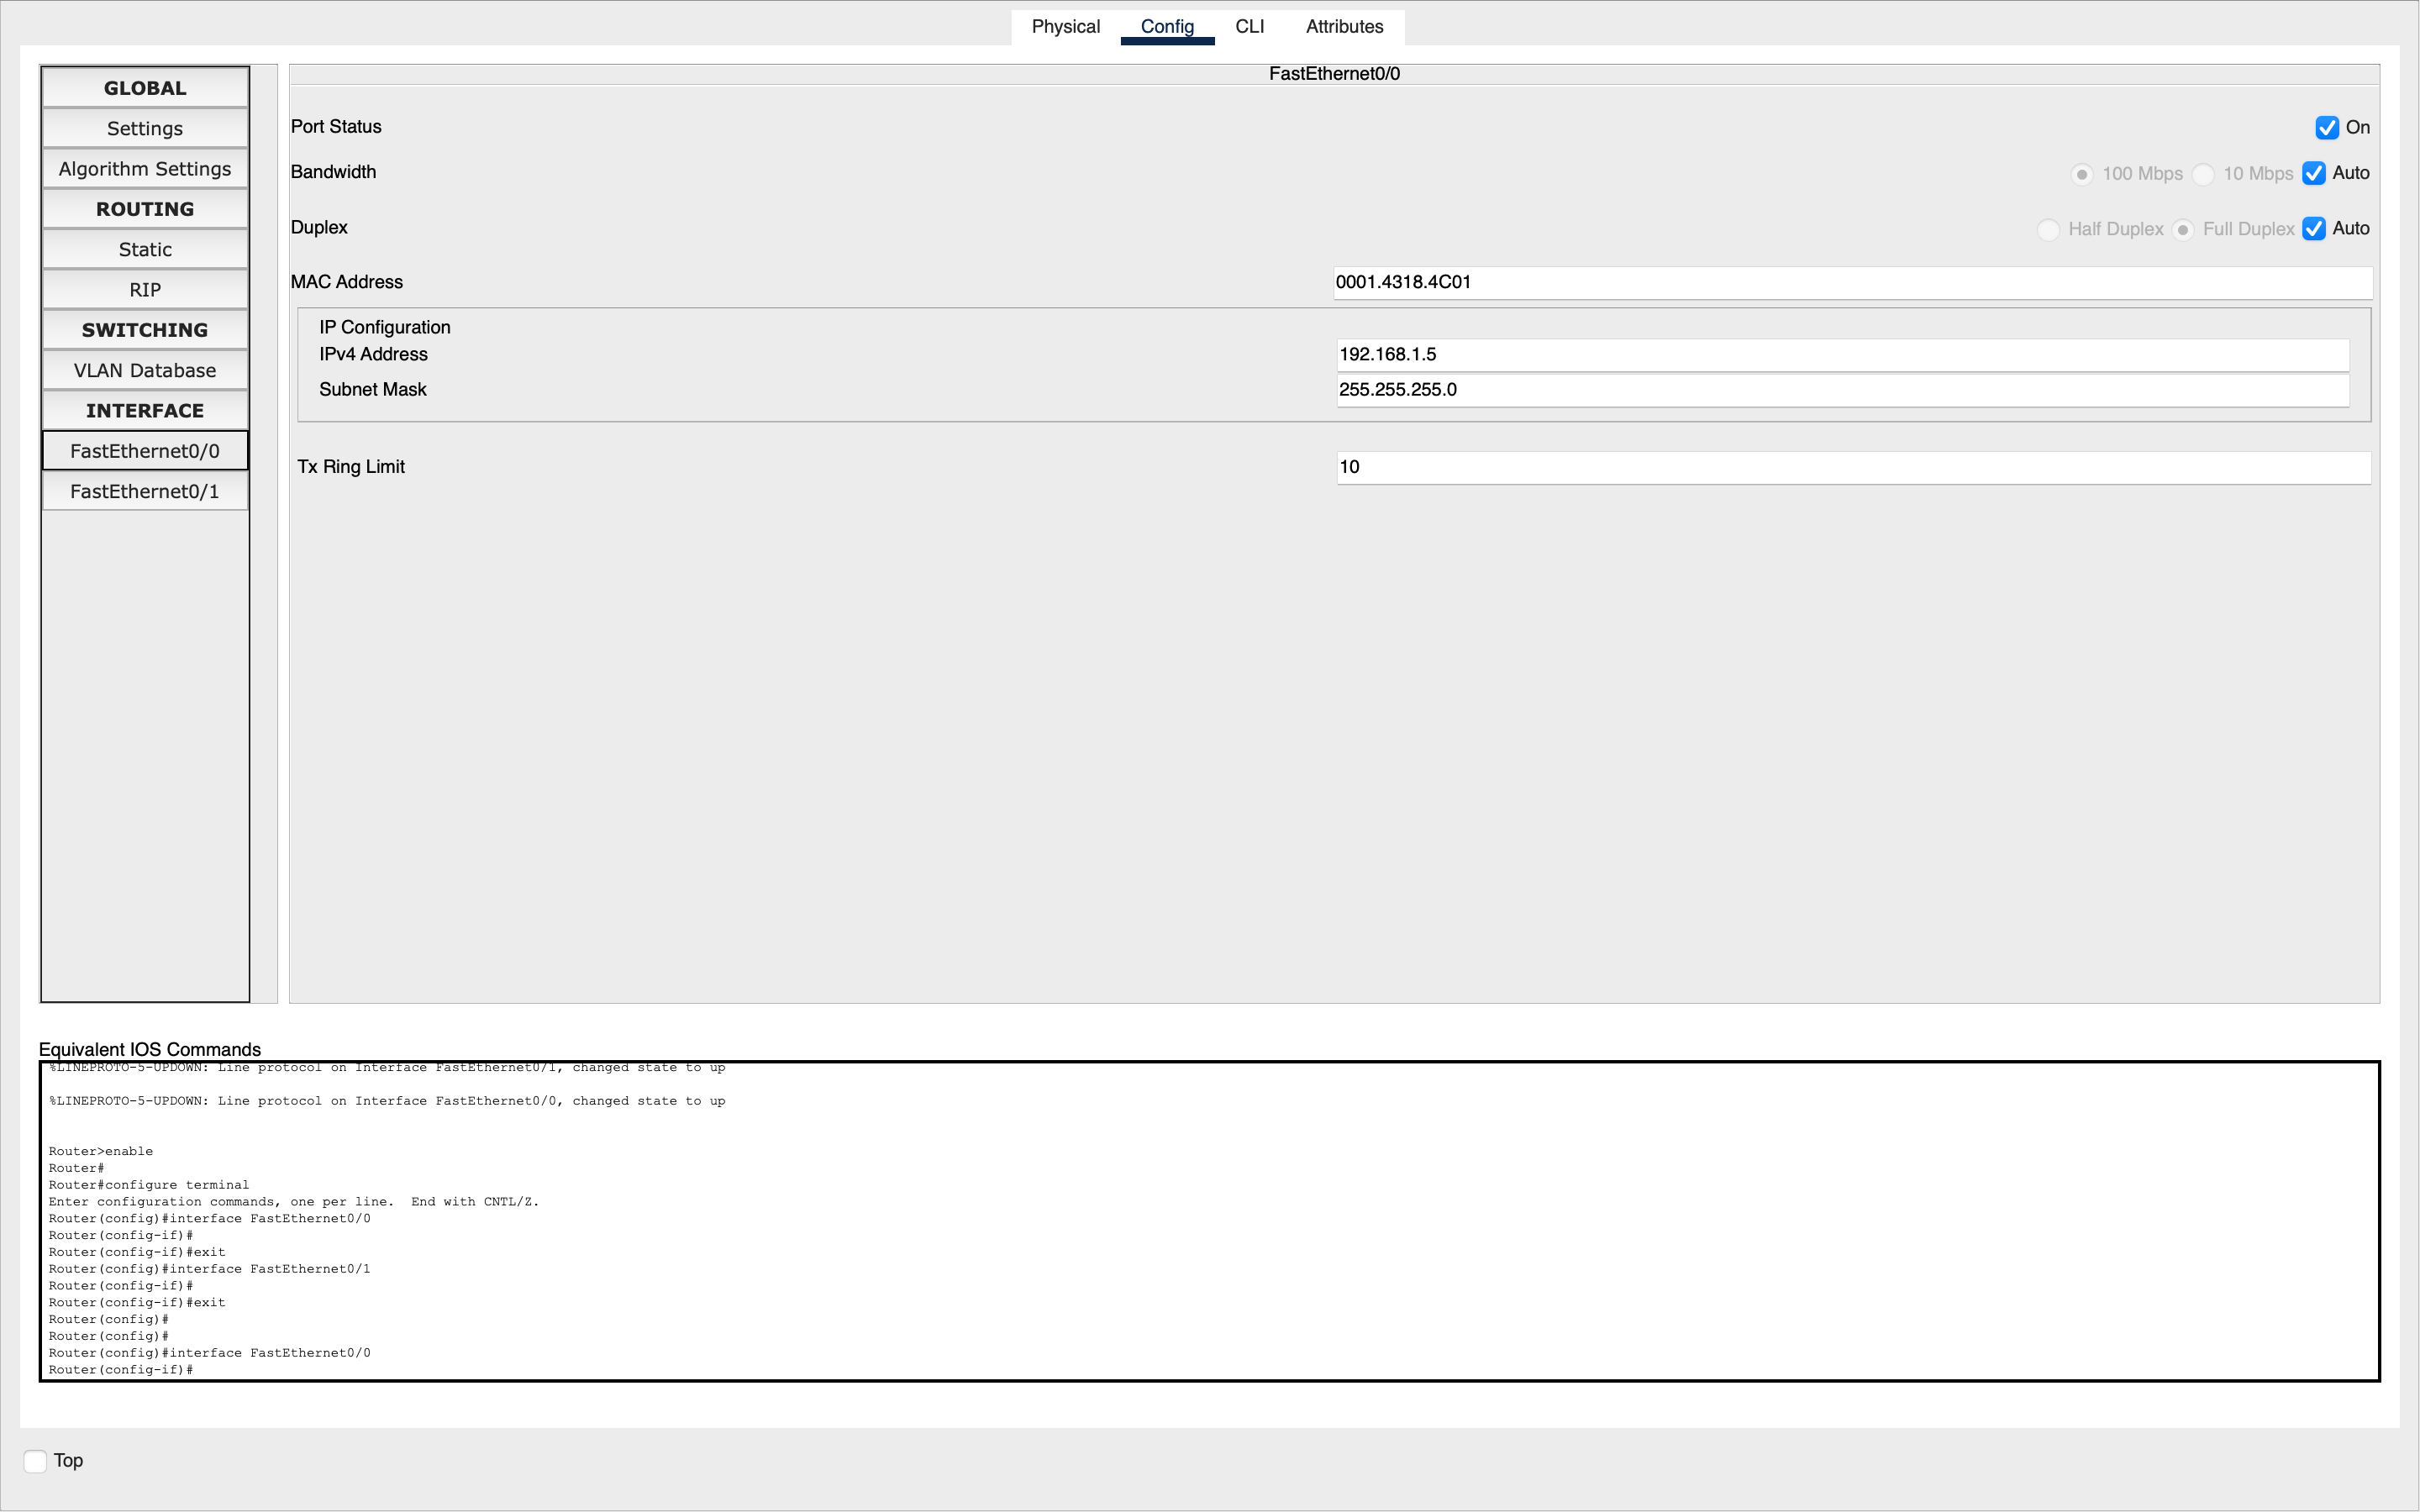 Physical Config CLI Attributes
GLOBAL
Settings
Algorithm Settings
ROUTING
Static
RIP
SWITCHING
VLAN Database
INTERFACE
FastEthernet0/0
FastEthernet0/1
FastEthernet0/0
Port Status On
Bandwidth 100 Mbps 10 Mbps Auto
Duplex Half Duplex Full Duplex Auto
MAC Address 0001.4318.4C01
IP Configuration
IPv4 Address 192.168.1.5
Subnet Mask 255.255.255.0
Tx Ring Limit 10
Equivalent IOS Commands
%LINEPROTO-5-UPDOWN: Line protocol on Interface FastEthernet0/1, changed state to up
%LINEPROTO-5-UPDOWN: Line protocol on Interface FastEthernet0/0, changed state to up
Router>enable
Router#
Router#configure terminal
Enter configuration commands, one per line.  End with CNTL/Z.
Router(config)#interface FastEthernet0/0
Router(config-if)#
Router(config-if)#exit
Router(config)#interface FastEthernet0/1
Router(config-if)#
Router(config-if)#exit
Router(config)#
Router(config)#
Router(config)#interface FastEthernet0/0
Router(config-if)#
Top